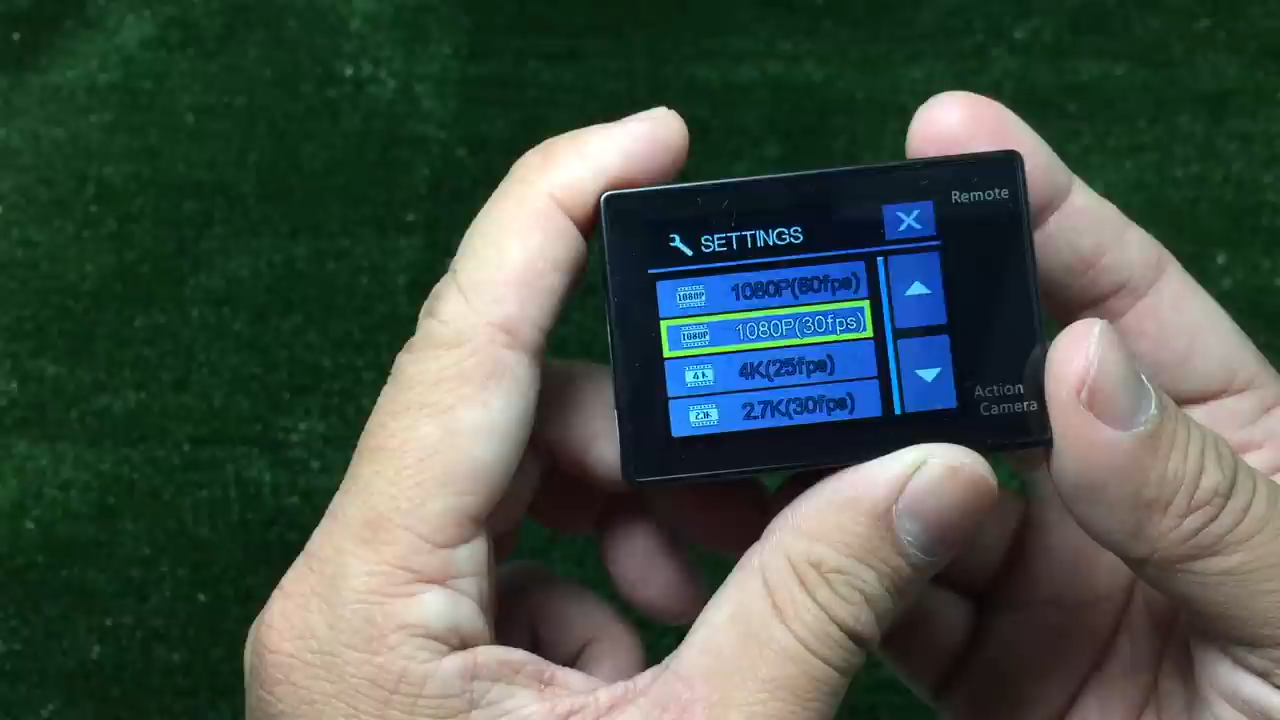 Remote
SETTINGS
X
1080P 1080P(60fps)
1080P 1080P(30fps)
4K 4K(25fps)
2.7K 2.7K(30fps)
Action
Camera